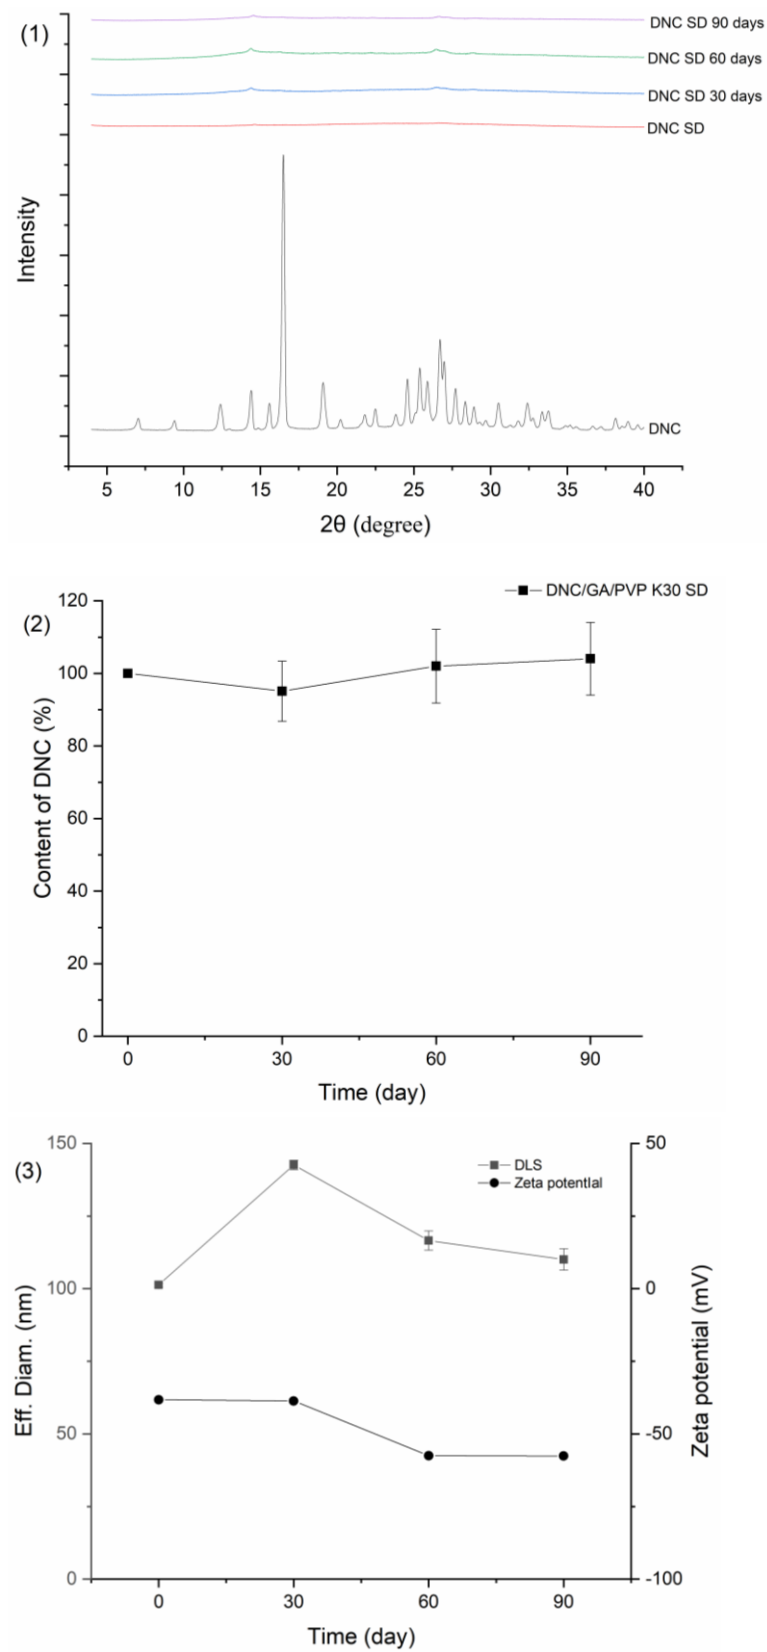 (1)
DNC SD 90 days
DNC SD 60 days
DNC SD 30 days
DNC SD
Intensity
DNC
5 10 15 20 25 30 35 40
2θ (degree)
(2)
DNC/GA/PVP K30 SD
120
100
80
60
40
20
0
Content of DNC (%)
0 30 60 90
Time (day)
(3)
DLS
Zeta potential
150
100
50
0
Eff. Diam. (nm)
50
0
-50
-100
Zeta potential (mV)
0 30 60 90
Time (day)